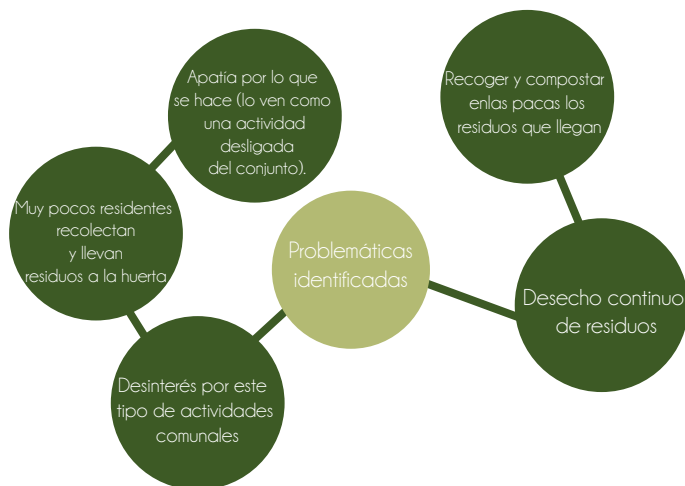 Apatía por lo que
se hace (lo ven como
una actividad
desligada
del conjunto).
Recoger y compostar
enlas pacas los
residuos que llegan
Muy pocos residentes
recolectan
y llevan
residuos a la huerta
Problemáticas
identificadas
Desecho continuo
de residuos
Desinterés por este
tipo de actividades
comunales